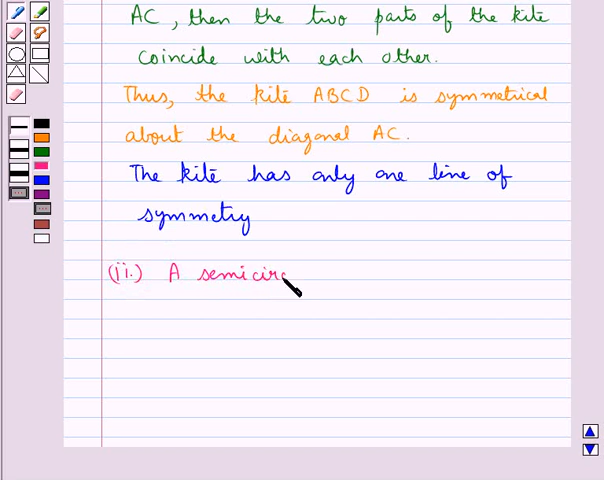 AC, then the two parts of the kite
coincide with each other.
Thus, the kite ABCD is symmetrical
about the diagonal AC.
The kite has only one line of
symmetry
(ii.) A semicirc